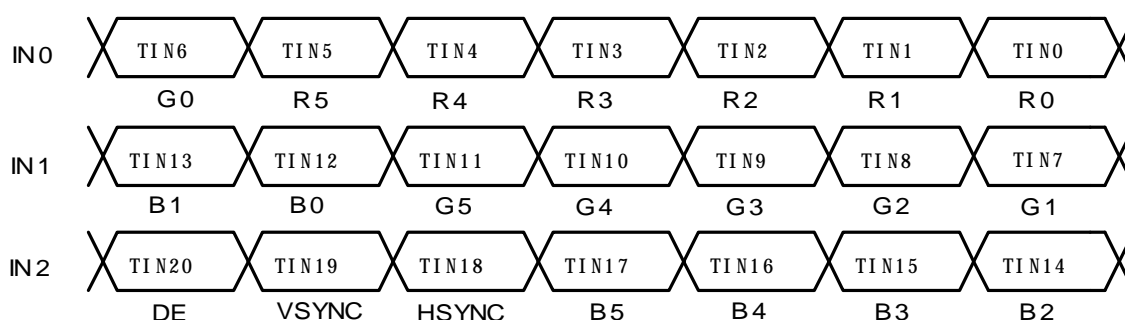 IN0 TIN6 TIN5 TIN4 TIN3 TIN2 TIN1 TIN0
G0 R5 R4 R3 R2 R1 R0
IN1 TIN13 TIN12 TIN11 TIN10 TIN9 TIN8 TIN7
B1 B0 G5 G4 G3 G2 G1
IN2 TIN20 TIN19 TIN18 TIN17 TIN16 TIN15 TIN14
DE VSYNC HSYNC B5 B4 B3 B2